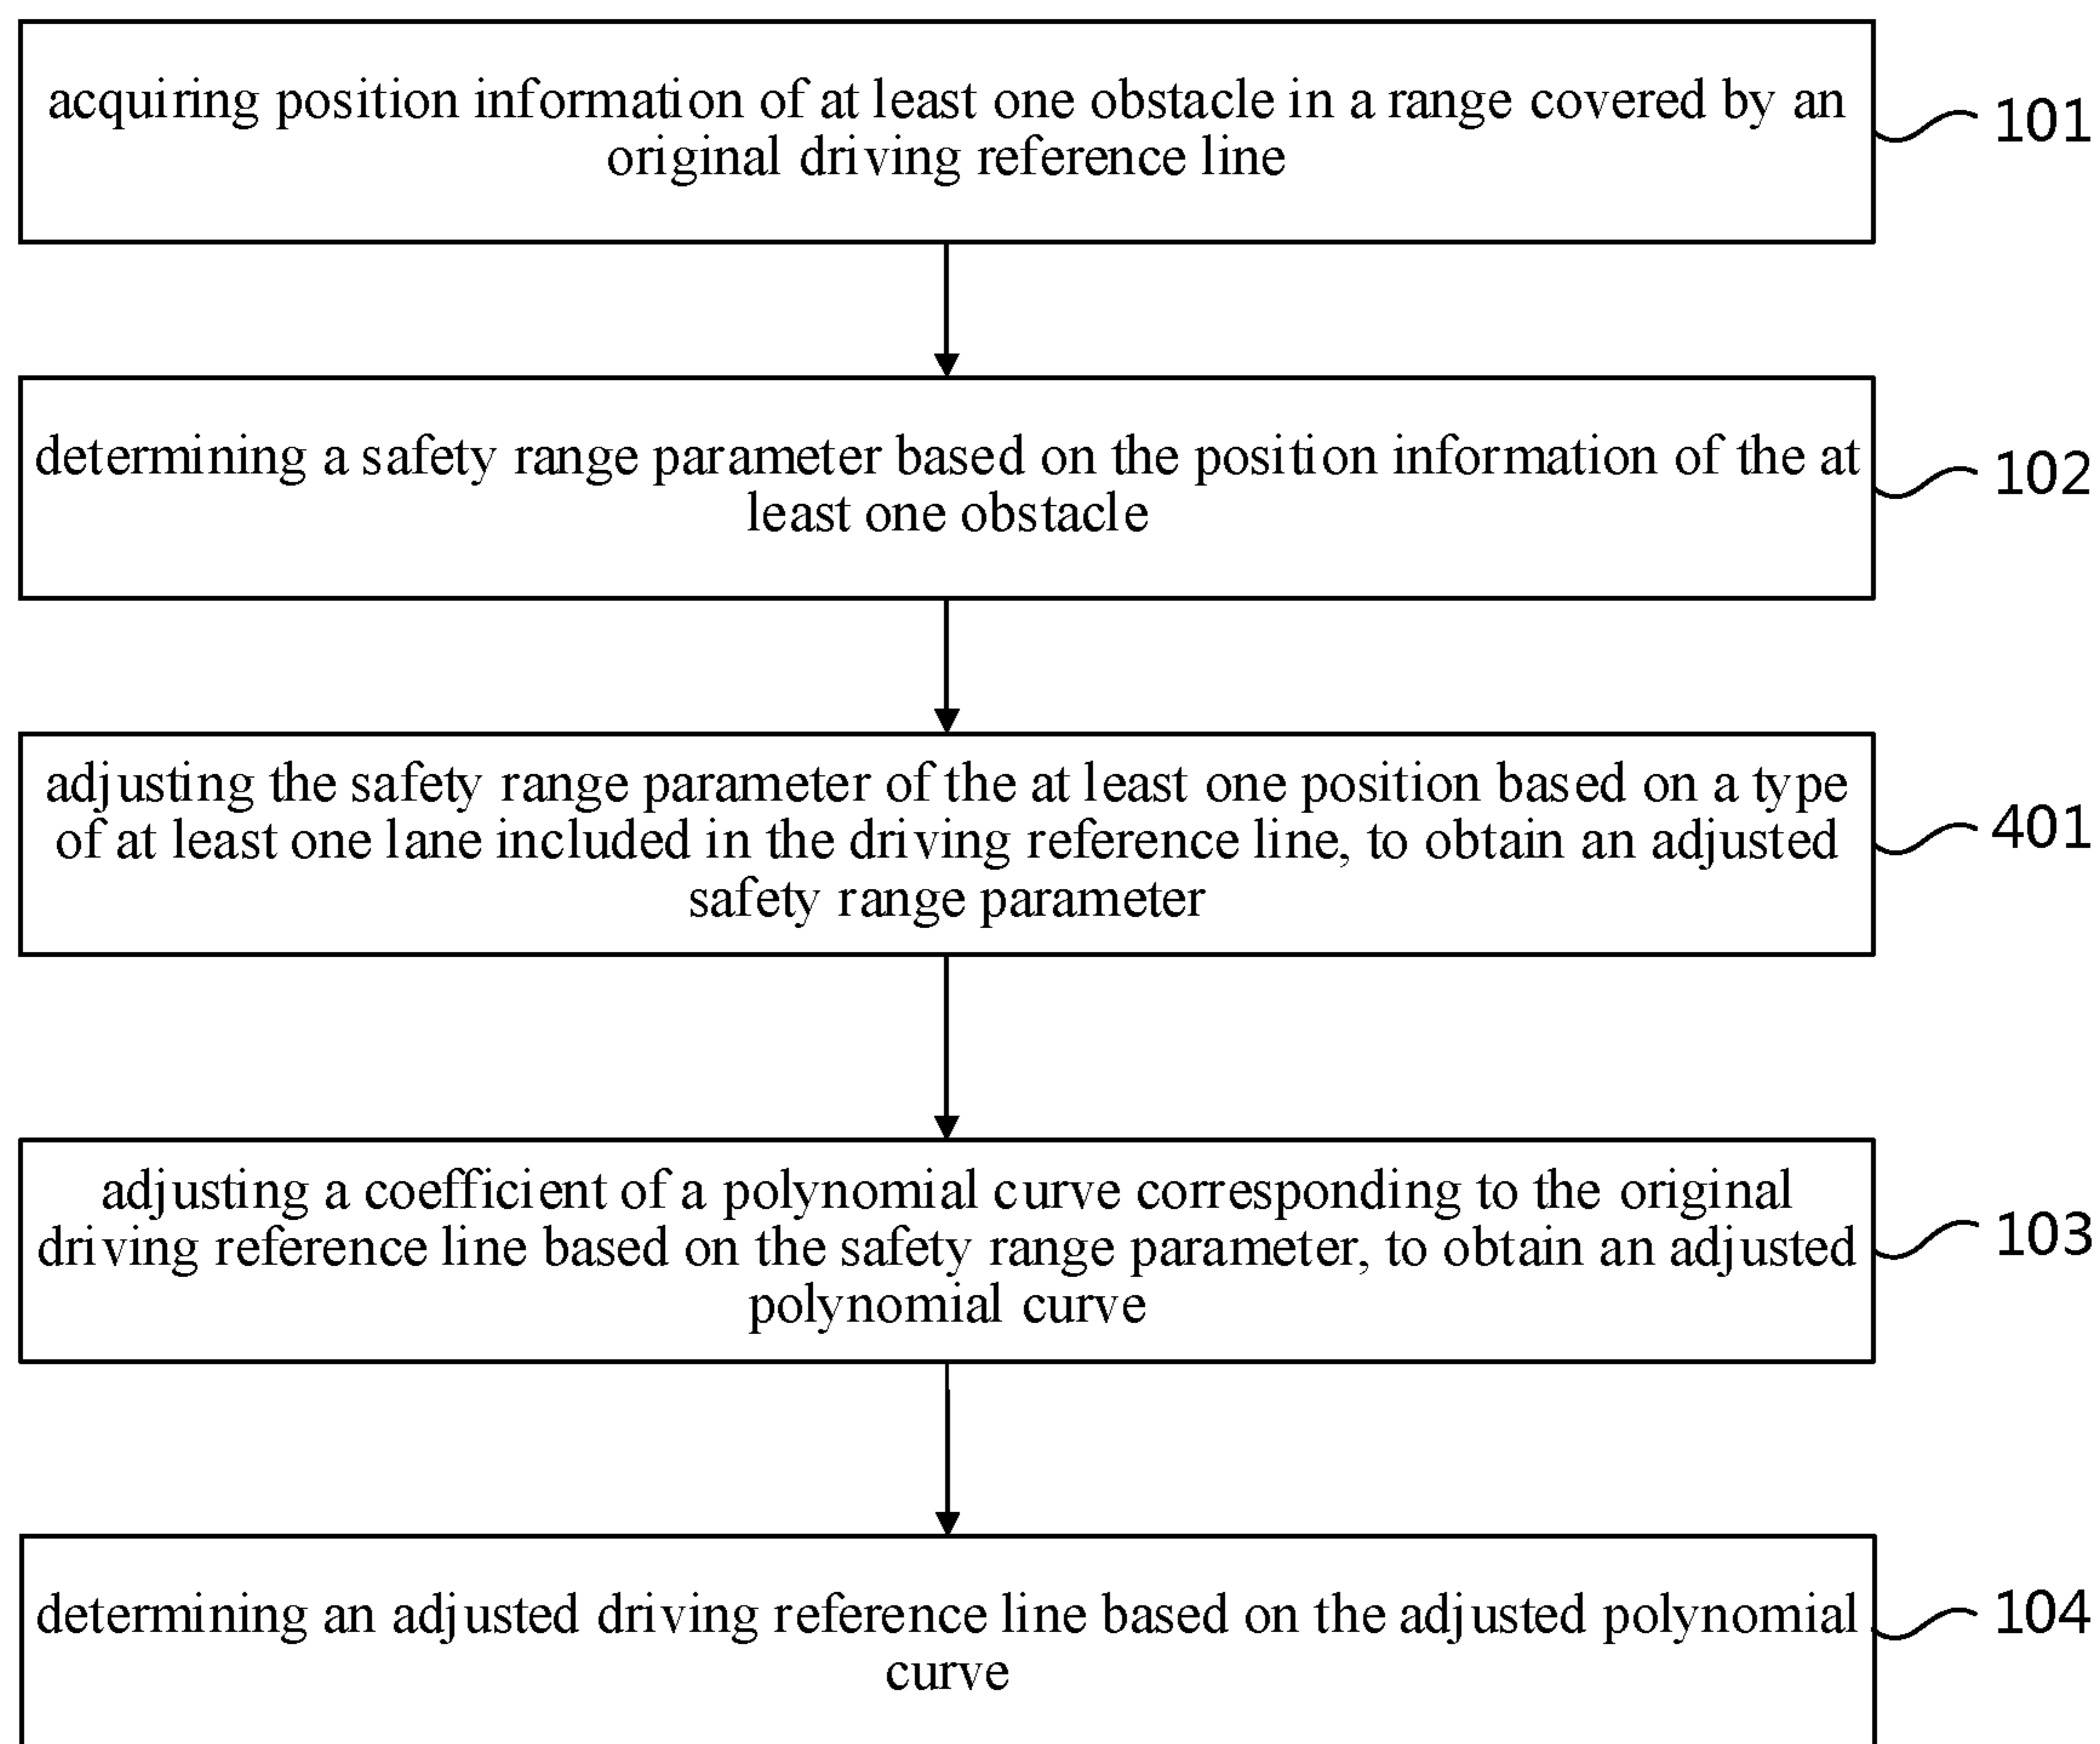 acquiring position information of at least one obstacle in a range covered by an
original driving reference line
101
determining a safety range parameter based on the position information of the at
least one obstacle
102
adjusting the safety range parameter of the at least one position based on a type
of at least one lane included in the driving reference line, to obtain an adjusted
safety range parameter
401
adjusting a coefficient of a polynomial curve corresponding to the original
driving reference line based on the safety range parameter, to obtain an adjusted
polynomial curve
103
determining an adjusted driving reference line based on the adjusted polynomial
curve
104